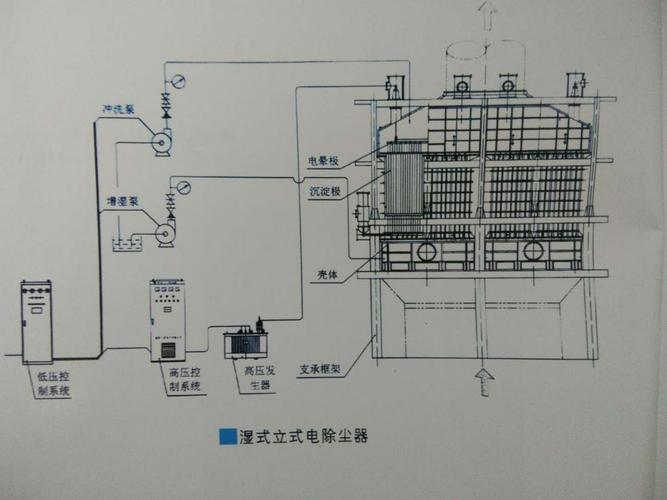 冲洗泵
电晕极
沉淀极
增湿泵
壳体
低压控
制系统
高压控
制系统
高压发
生器
支承框架
湿式立式电除尘器